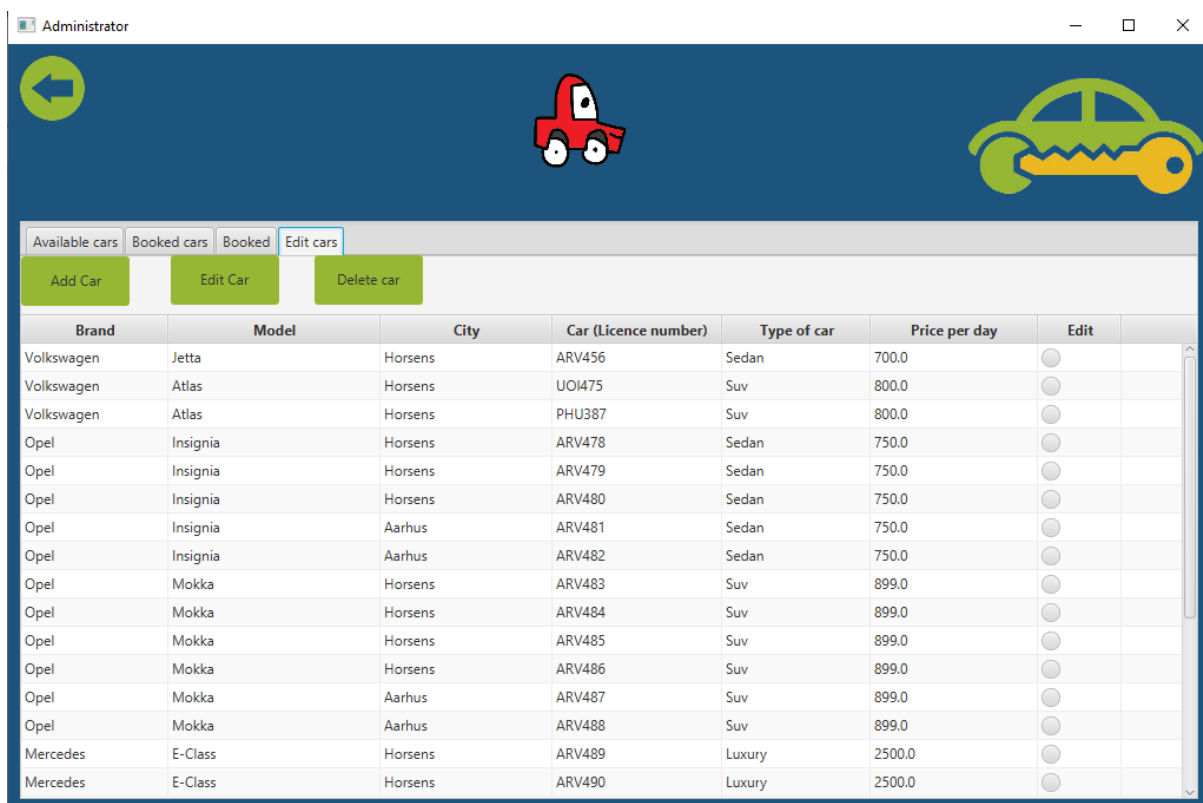 Administrator
Available cars Booked cars Booked Edit cars
Add Car Edit Car Delete car
Brand Model City Car (Licence number) Type of car Price per day Edit
Volkswagen Jetta Horsens ARV456 Sedan 700.0
Volkswagen Atlas Horsens UOI475 Suv 800.0
Volkswagen Atlas Horsens PHU387 Suv 800.0
Opel Insignia Horsens ARV478 Sedan 750.0
Opel Insignia Horsens ARV479 Sedan 750.0
Opel Insignia Horsens ARV480 Sedan 750.0
Opel Insignia Aarhus ARV481 Sedan 750.0
Opel Insignia Aarhus ARV482 Sedan 750.0
Opel Mokka Horsens ARV483 Suv 899.0
Opel Mokka Horsens ARV484 Suv 899.0
Opel Mokka Horsens ARV485 Suv 899.0
Opel Mokka Horsens ARV486 Suv 899.0
Opel Mokka Aarhus ARV487 Suv 899.0
Opel Mokka Aarhus ARV488 Suv 899.0
Mercedes E-Class Horsens ARV489 Luxury 2500.0
Mercedes E-Class Horsens ARV490 Luxury 2500.0